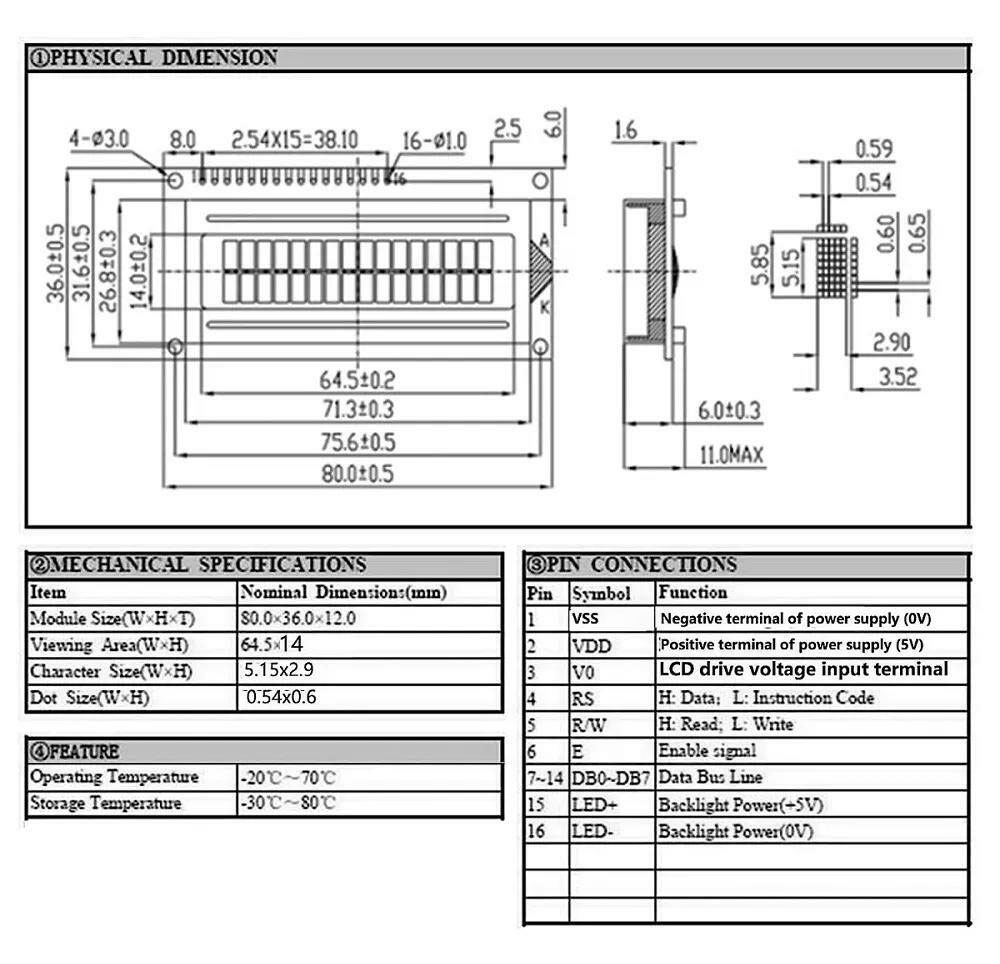 ①PHYSICAL DIMENSION
4-Ø3.0
8.0
2.54X15=38.10
16-Ø1.0
2.5
6.0
1
16
36.0±0.5
31.6±0.5
26.8±0.3
14.0±0.2
A
K
64.5±0.2
71.3±0.3
75.6±0.5
80.0±0.5
1.6
6.0±0.3
11.0MAX
0.59
0.54
5.85
5.15
0.60
0.65
2.90
3.52
②MECHANICAL SPECIFICATIONS
Item Nominal Dimensions(mm)
Module Size(W×H×T) 80.0×36.0×12.0
Viewing Area(W×H) 64.5×14
Character Size(W×H) 5.15x2.9
Dot Size(W×H) 0.54x0.6
④FEATURE
Operating Temperature -20℃~70℃
Storage Temperature -30℃~80℃
③PIN CONNECTIONS
Pin Symbol Function
1 VSS Negative terminal of power supply (0V)
2 VDD Positive terminal of power supply (5V)
3 V0 LCD drive voltage input terminal
4 RS H: Data; L: Instruction Code
5 R/W H: Read; L: Write
6 E Enable signal
7~14 DB0~DB7 Data Bus Line
15 LED+ Backlight Power(+5V)
16 LED- Backlight Power(0V)